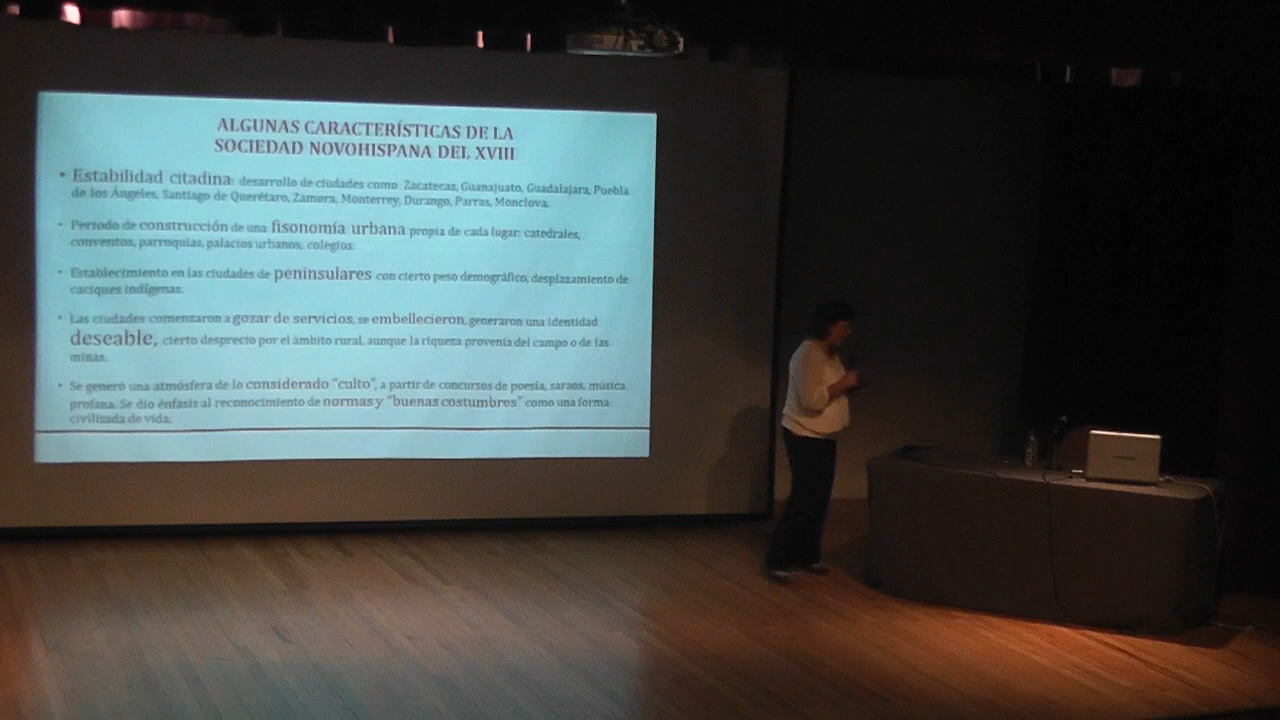 ALGUNAS CARACTERÍSTICAS DE LA
SOCIEDAD NOVOHISPANA DEL XVIII
• Estabilidad citadina: desarrollo de ciudades como Zacatecas, Guanajuato, Guadalajara, Puebla
de los Ángeles, Santiago de Querétaro, Zamora, Monterrey, Durango, Parras, Monclova.
• Período de construcción de una fisonomía urbana propia de cada lugar: catedrales,
conventos, parroquias, palacios urbanos, colegios.
• Establecimiento en las ciudades de peninsulares con cierto peso demográfico, desplazamiento de
caciques indígenas.
• Las ciudades comenzaron a gozar de servicios, se embellecieron, generaron una identidad
deseable, cierto desprecio por el ámbito rural, aunque la riqueza provenía del campo o de las
minas.
• Se generó una atmósfera de lo considerado "culto", a partir de concursos de poesía, saraos, música
profana. Se dio énfasis al reconocimiento de normas y "buenas costumbres" como una forma
civilizada de vida.